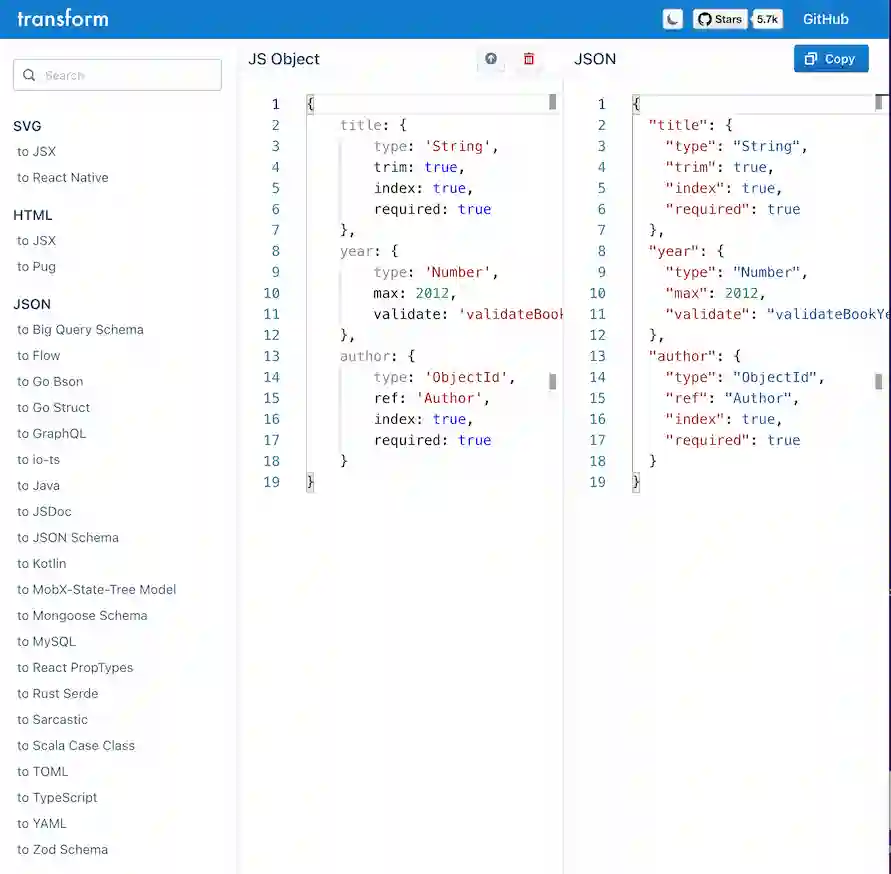 transform
Stars 5.7k GitHub
Search
SVG
to JSX
to React Native
HTML
to JSX
to Pug
JSON
to Big Query Schema
to Flow
to Go Bson
to Go Struct
to GraphQL
to io-ts
to Java
to JSDoc
to JSON Schema
to Kotlin
to MobX-State-Tree Model
to Mongoose Schema
to MySQL
to React PropTypes
to Rust Serde
to Sarcastic
to Scala Case Class
to TOML
to TypeScript
to YAML
to Zod Schema
JS Object
1 {
2 title: {
3 type: 'String',
4 trim: true,
5 index: true,
6 required: true
7 },
8 year: {
9 type: 'Number',
10 max: 2012,
11 validate: 'validateBook
12 },
13 author: {
14 type: 'ObjectId',
15 ref: 'Author',
16 index: true,
17 required: true
18 }
19 }
JSON
Copy
1 {
2 "title": {
3 "type": "String",
4 "trim": true,
5 "index": true,
6 "required": true
7 },
8 "year": {
9 "type": "Number",
10 "max": 2012,
11 "validate": "validateBookYe
12 },
13 "author": {
14 "type": "ObjectId",
15 "ref": "Author",
16 "index": true,
17 "required": true
18 }
19 }